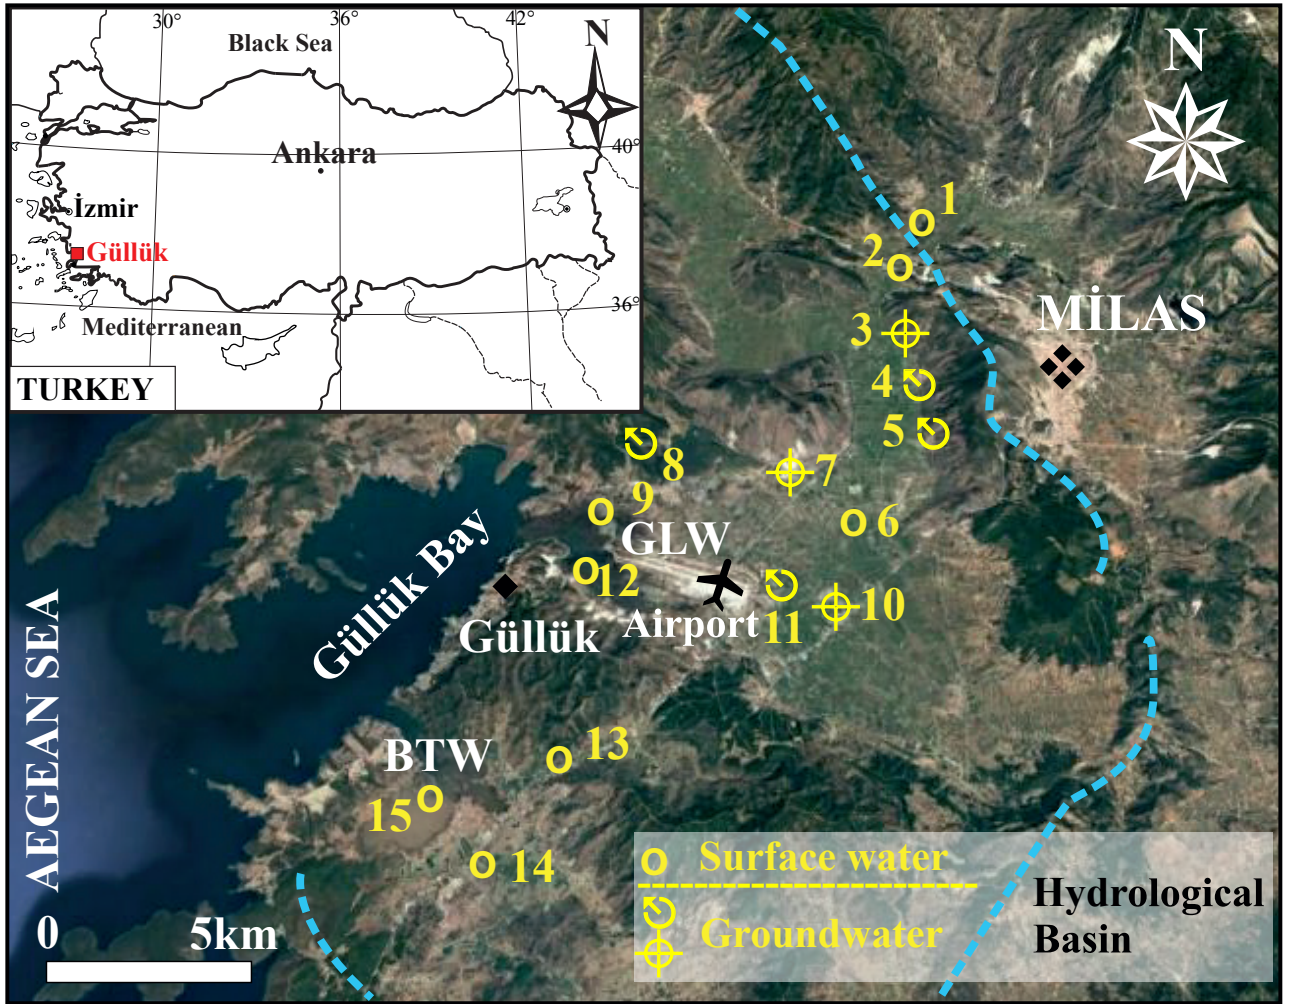 30°
36°
42°
Black Sea
N
Ankara
40°
İzmir
Güllük
36°
Mediterranean
TURKEY
N
1
2
3
MİLAS
4
5
8
7
9
6
GLW
Güllük Bay
12
10
Airport
11
Güllük
AEGEAN SEA
13
BTW
15
14
Surface water
Groundwater
Hydrological
Basin
0
5km